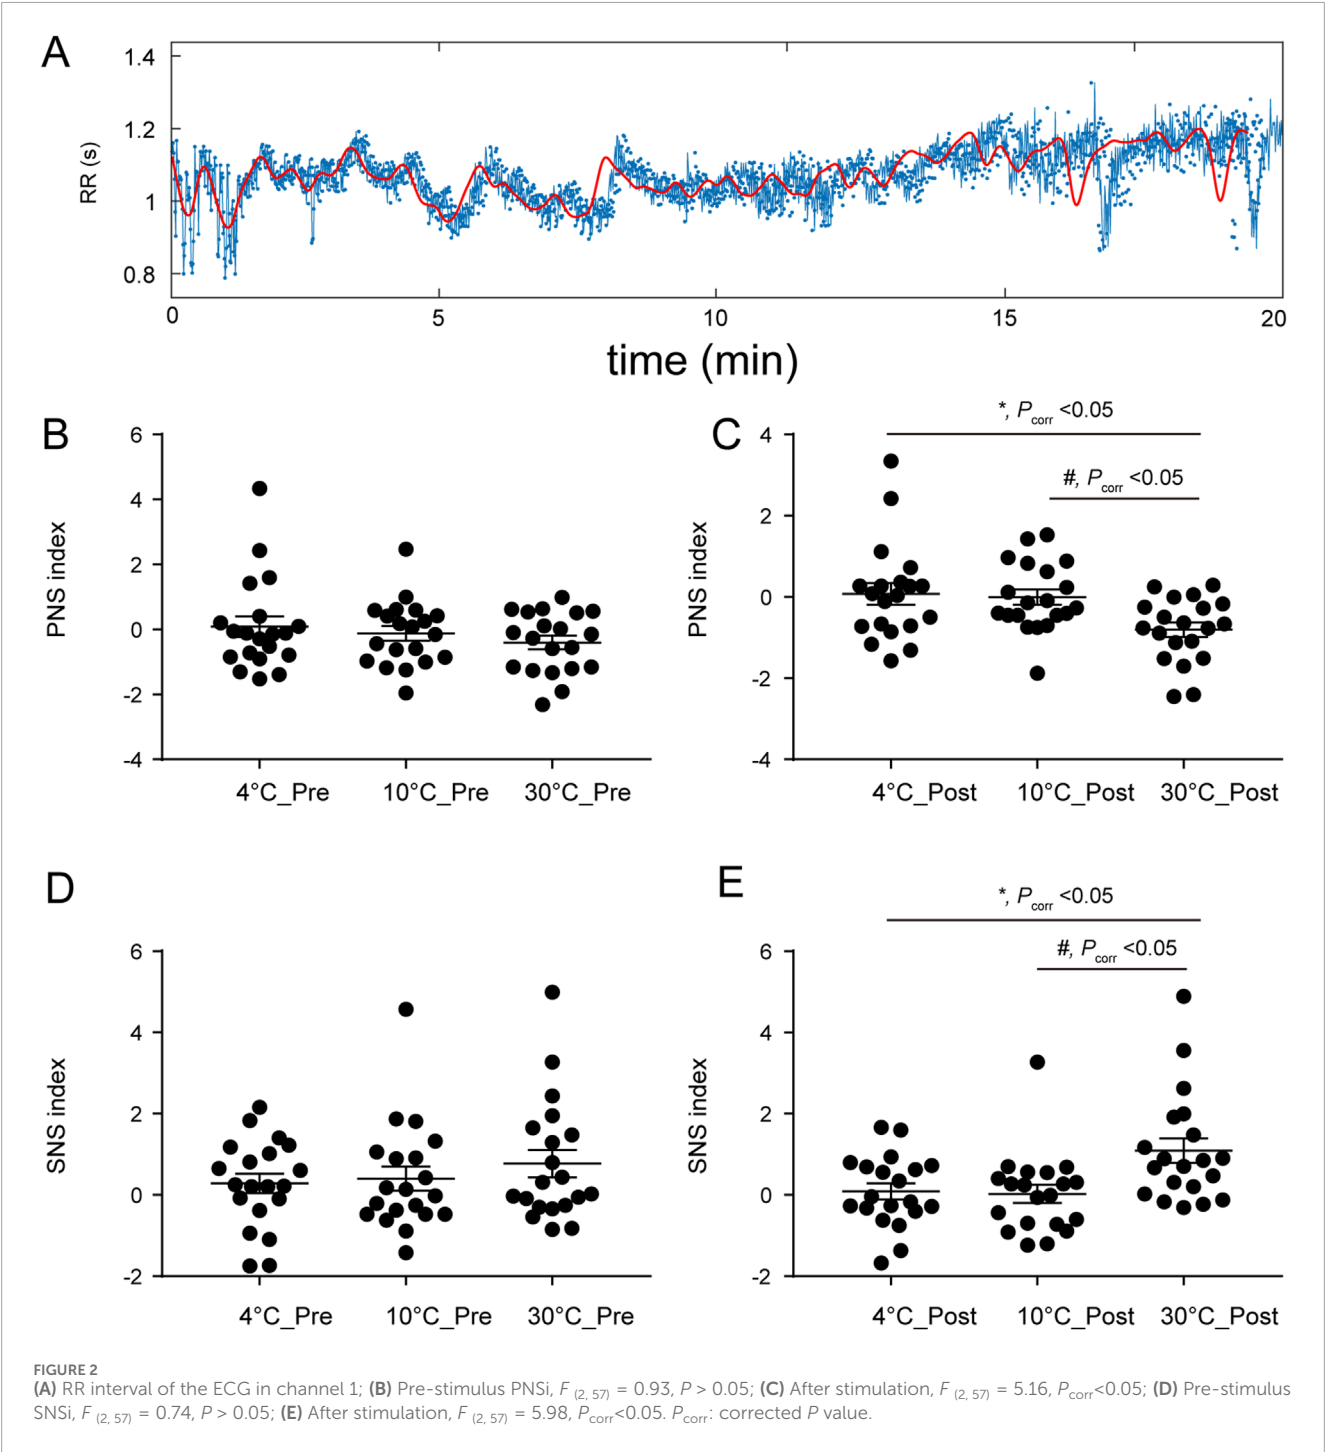 A
1.4
1.2
1
0.8
RR (s)
0
5
10
15
20
time (min)
B
6
4
2
0
-2
-4
PNS index
4°C_Pre
10°C_Pre
30°C_Pre
C
*, Pcorr <0.05
#, Pcorr <0.05
4
2
0
-2
-4
PNS index
4°C_Post
10°C_Post
30°C_Post
D
6
4
2
0
-2
SNS index
4°C_Pre
10°C_Pre
30°C_Pre
E
*, Pcorr <0.05
#, Pcorr <0.05
6
4
2
0
-2
SNS index
4°C_Post
10°C_Post
30°C_Post
FIGURE 2
(A) RR interval of the ECG in channel 1; (B) Pre-stimulus PNSi, F (2, 57) = 0.93, P > 0.05; (C) After stimulation, F (2, 57) = 5.16, Pcorr<0.05; (D) Pre-stimulus
SNSi, F (2, 57) = 0.74, P > 0.05; (E) After stimulation, F (2, 57) = 5.98, Pcorr<0.05. Pcorr: corrected P value.